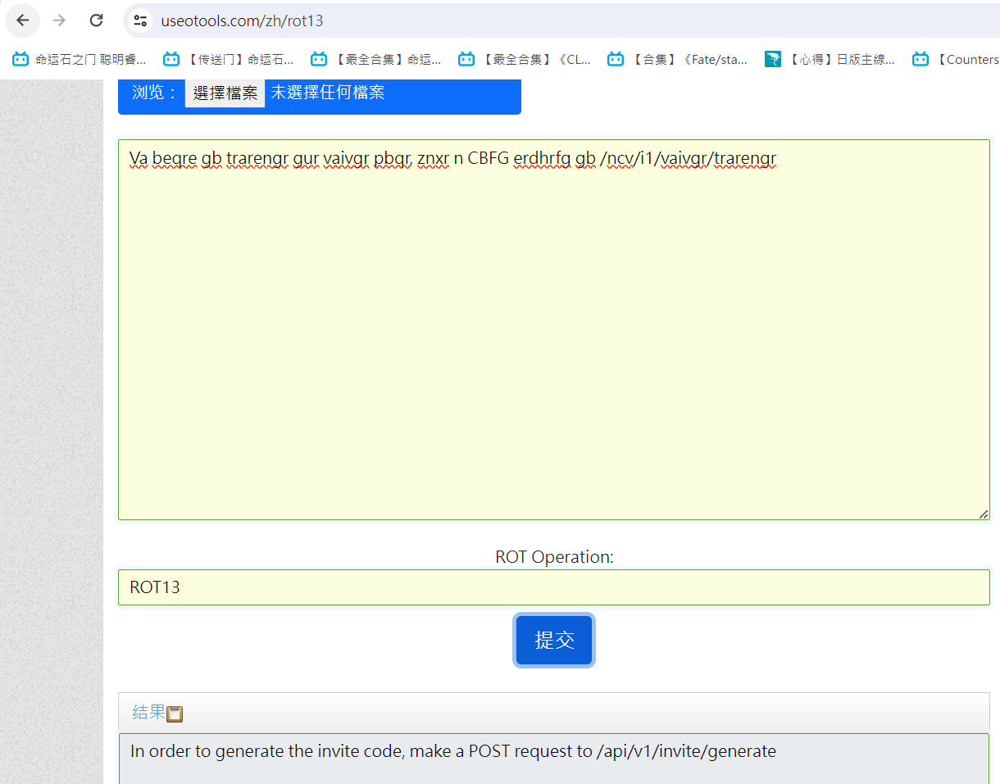 useotools.com/zh/rot13
命运石之门 聪明睿... 【传送门】命运石... 【最全合集】命运... 【最全合集】《CL... 【合集】《Fate/sta... 【心得】日版主線... 【Counters
浏览： 選擇檔案 未選擇任何檔案
Va beqre gb trarengr gur vaivgr pbqr, znxr n CBFG erdhrfg gb /ncv/i1/vaivgr/trarengr
ROT Operation:
ROT13
提交
结果
In order to generate the invite code, make a POST request to /api/v1/invite/generate